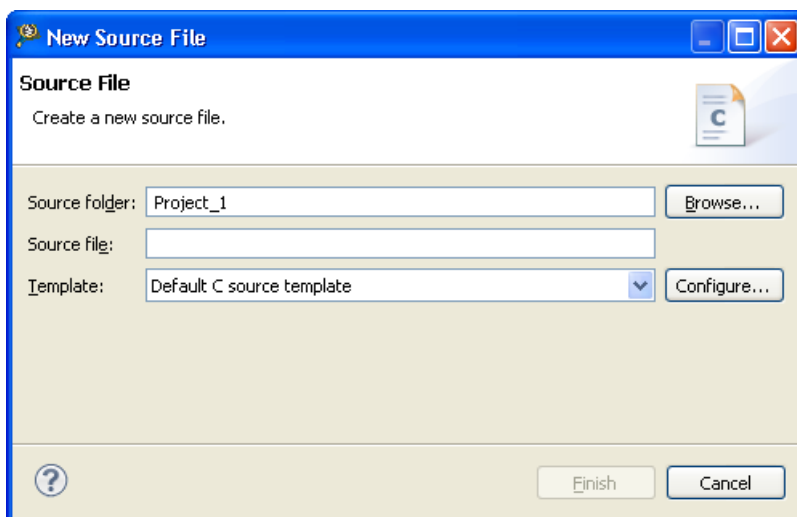 New Source File
Source File
Create a new source file.
C
Source folder: Project_1 Browse...
Source file:
Template: Default C source template Configure...
? Finish Cancel